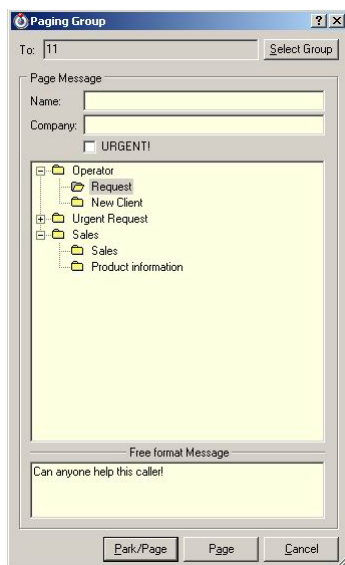 Paging Group
To: 11 Select Group
Page Message
Name:
Company:
URGENT!
Operator
Request
New Client
Urgent Request
Sales
Sales
Product information
Free format Message
Can anyone help this caller!
Park/Page Page Cancel